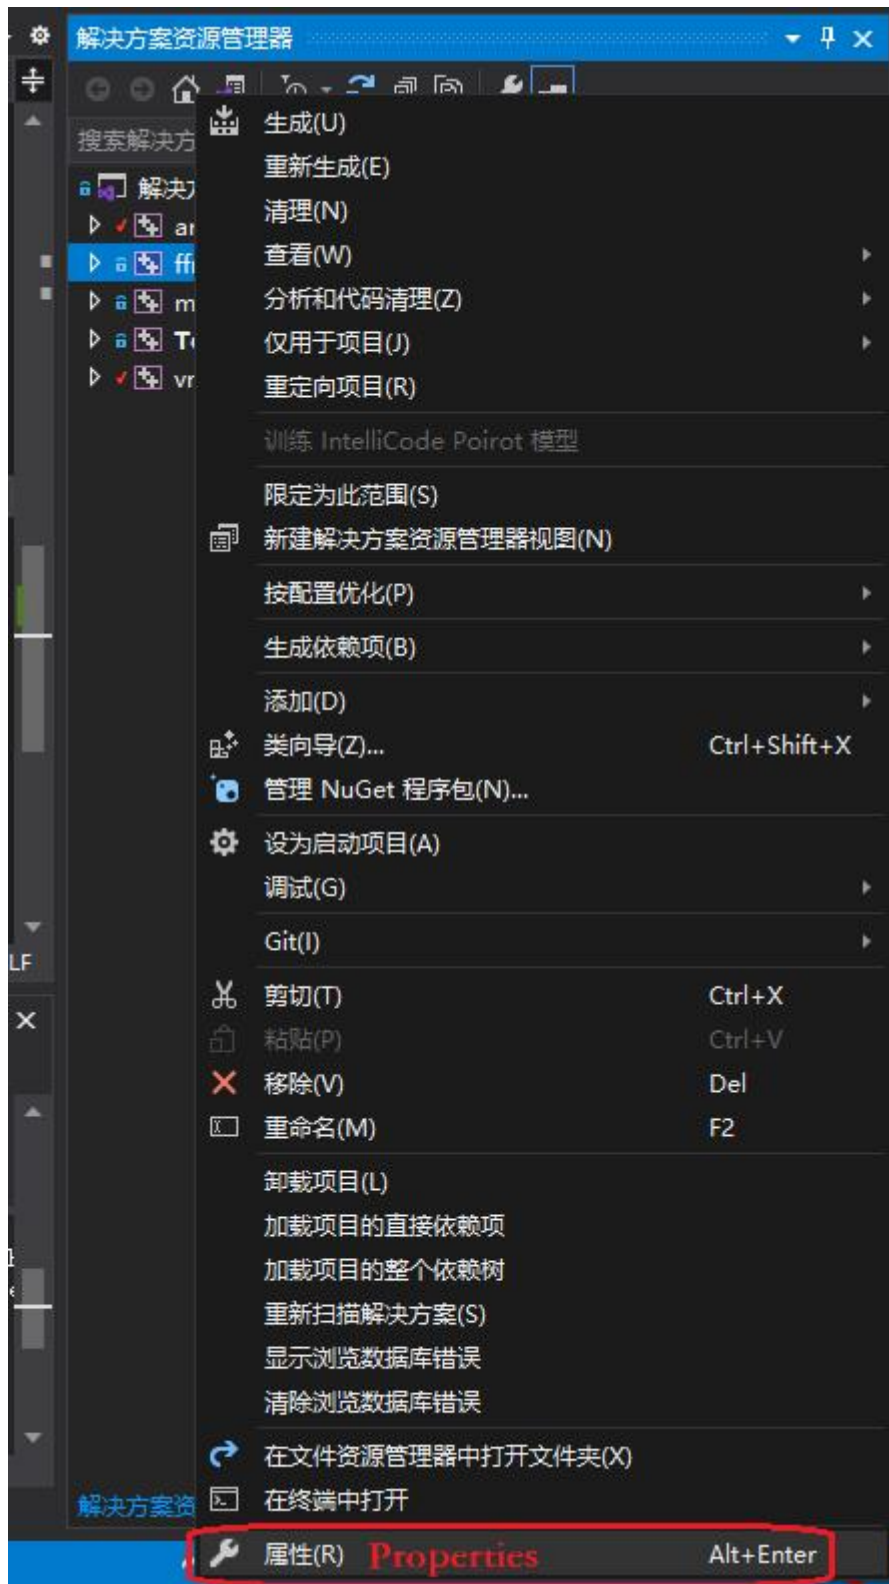 解决方案资源管理器
搜索解决方
生成(U)
解决
重新生成(E)
清理(N)
查看(W)
分析和代码清理(Z)
仅用于项目(J)
重定向项目(R)
训练 IntelliCode Poirot 模型
限定为此范围(S)
新建解决方案资源管理器视图(N)
按配置优化(P)
生成依赖项(B)
添加(D)
类向导(Z)... Ctrl+Shift+X
管理 NuGet 程序包(N)...
设为启动项目(A)
调试(G)
Git(I)
LF
剪切(T) Ctrl+X
粘贴(P) Ctrl+V
移除(V) Del
重命名(M) F2
卸载项目(L)
加载项目的直接依赖项
加载项目的整个依赖树
重新扫描解决方案(S)
显示浏览数据库错误
清除浏览数据库错误
在文件资源管理器中打开文件夹(X)
解决方案资
在终端中打开
属性(R) Properties Alt+Enter